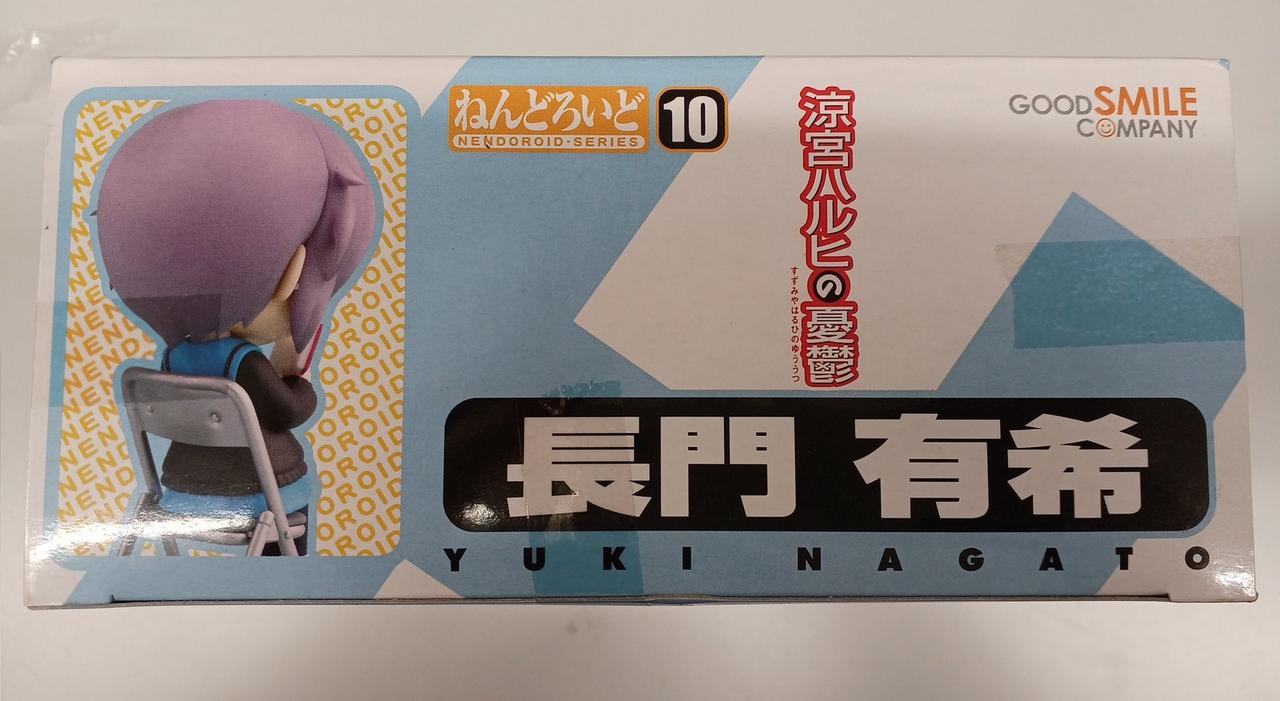 ねんどろいど
NENDOROID·SERIES
10
涼宮ハルヒの憂鬱
すずみやはるひのゆううつ
GOOD SMILE
COMPANY
長門 有希
YUKI NAGATO